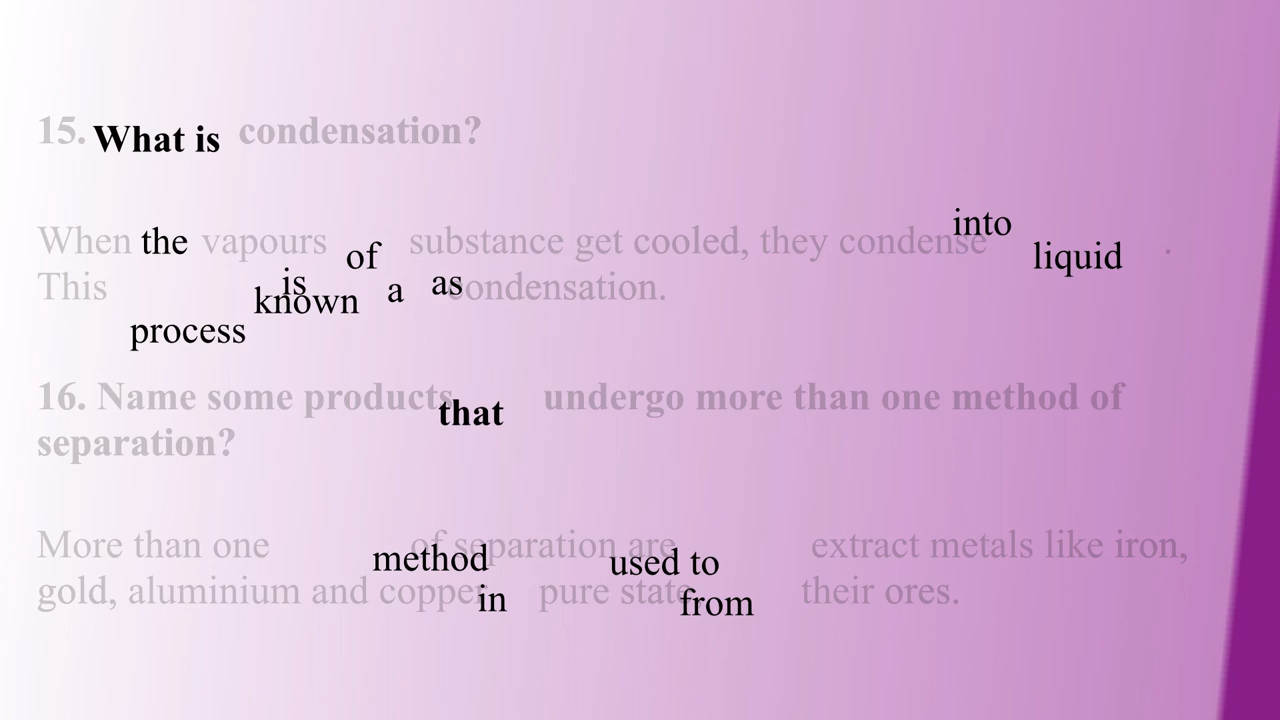 15. What is condensation?
When the vapours of a substance get cooled, they condense into liquid.
This process is known as condensation.
16. Name some products that undergo more than one method of
separation?
More than one method of separation are used to extract metals like iron,
gold, aluminium and copper in pure state from their ores.